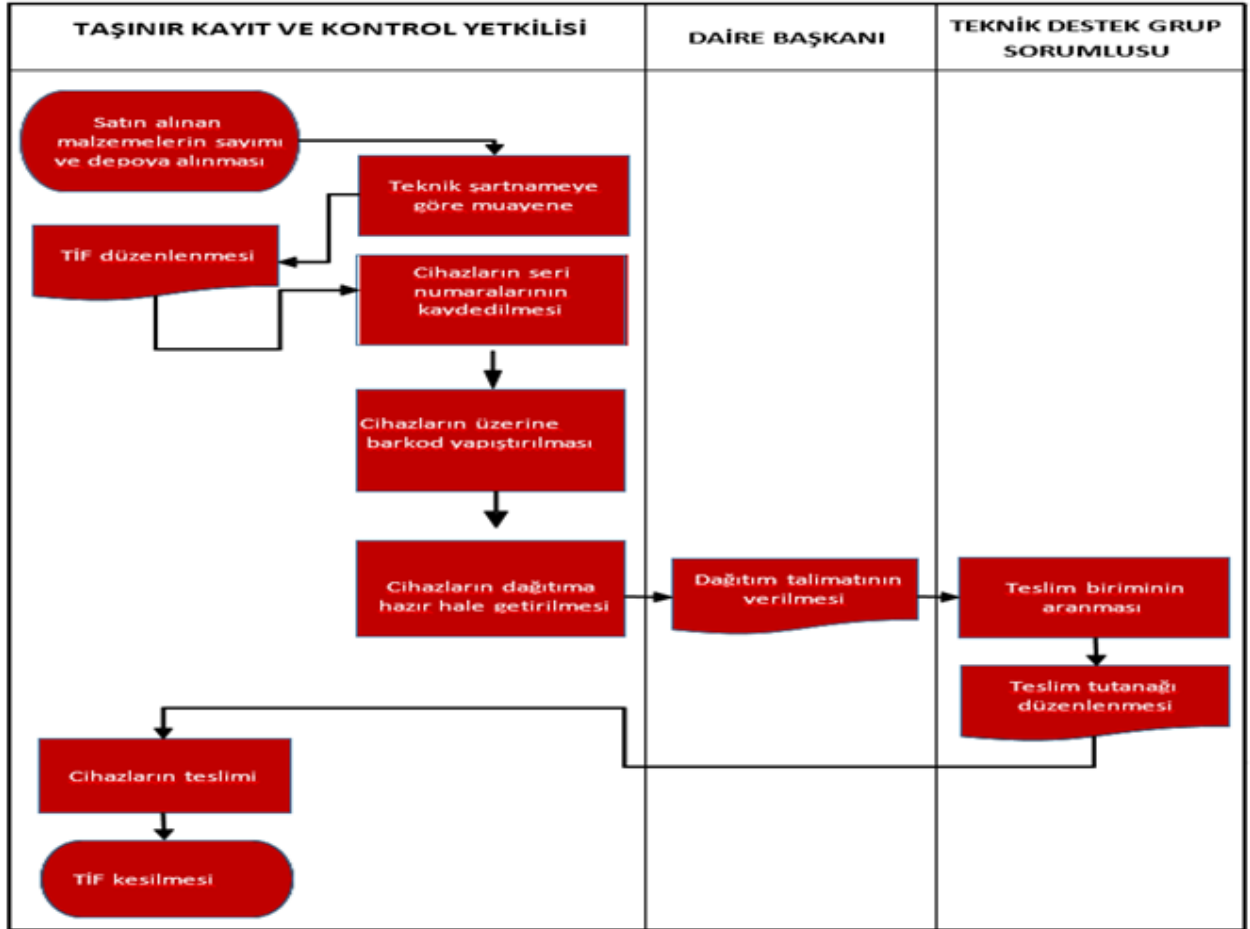 TAŞINIR KAYIT VE KONTROL YETKİLİSİ
DAİRE BAŞKANI
TEKNİK DESTEK GRUP
SORUMLUSU
Satın alınan
malzemelerin sayımı
ve depoya alınması
Teknik şartnameye
göre muayene
TİF düzenlenmesi
Cihazların seri
numaralarının
kaydedilmesi
Cihazların üzerine
barkod yapıştırılması
Cihazların dağıtıma
hazır hale getirilmesi
Dağıtım talimatının
verilmesi
Teslim biriminin
aranması
Teslim tutanağı
düzenlenmesi
Cihazların teslimi
TİF kesilmesi